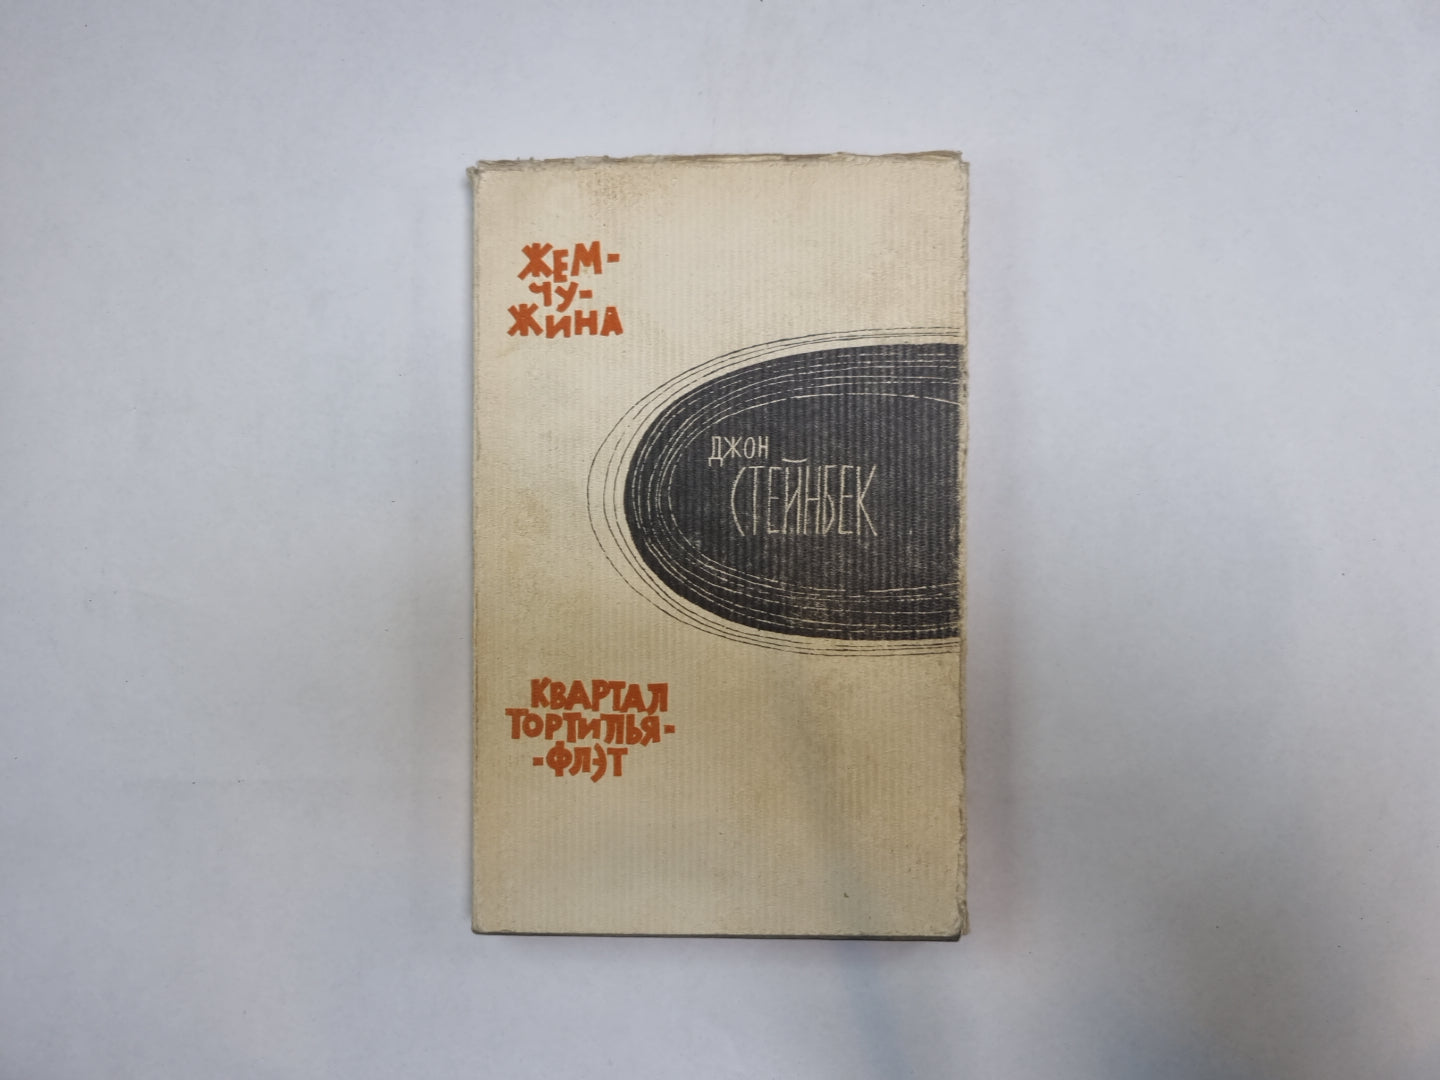 ЖЕМ-
ЧУ-
ЖИНА
ДЖОН
СТЕЙНБЕК
КВАРТАЛ
ТОРТИЛЬЯ-
-ФЛЭТ